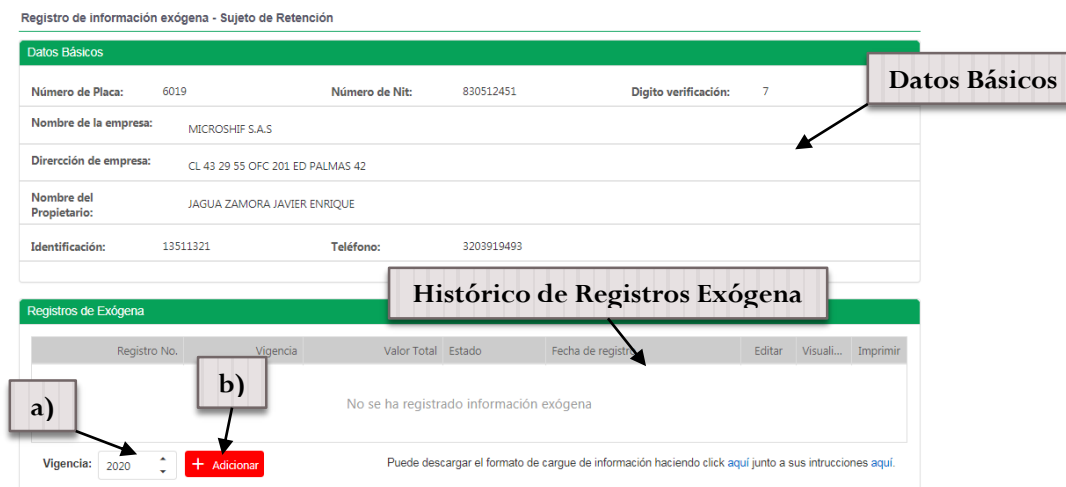 Registro de información exógena - Sujeto de Retención
Datos Básicos
Datos Básicos
Número de Placa: 6019 Número de Nit: 830512451 Digito verificación: 7
Nombre de la empresa: MICROSHIF S.A.S
Dirercción de empresa: CL 43 29 55 OFC 201 ED PALMAS 42
Nombre del
Propietario: JAGUA ZAMORA JAVIER ENRIQUE
Identificación: 13511321 Teléfono: 3203919493
Histórico de Registros Exógena
Registros de Exógena
Registro No. Vigencia Valor Total Estado Fecha de registro Editar Visuali... Imprimir
b)
a)
No se ha registrado información exógena
Vigencia: 2020 + Adicionar Puede descargar el formato de cargue de información haciendo click aquí junto a sus intrucciones aquí.